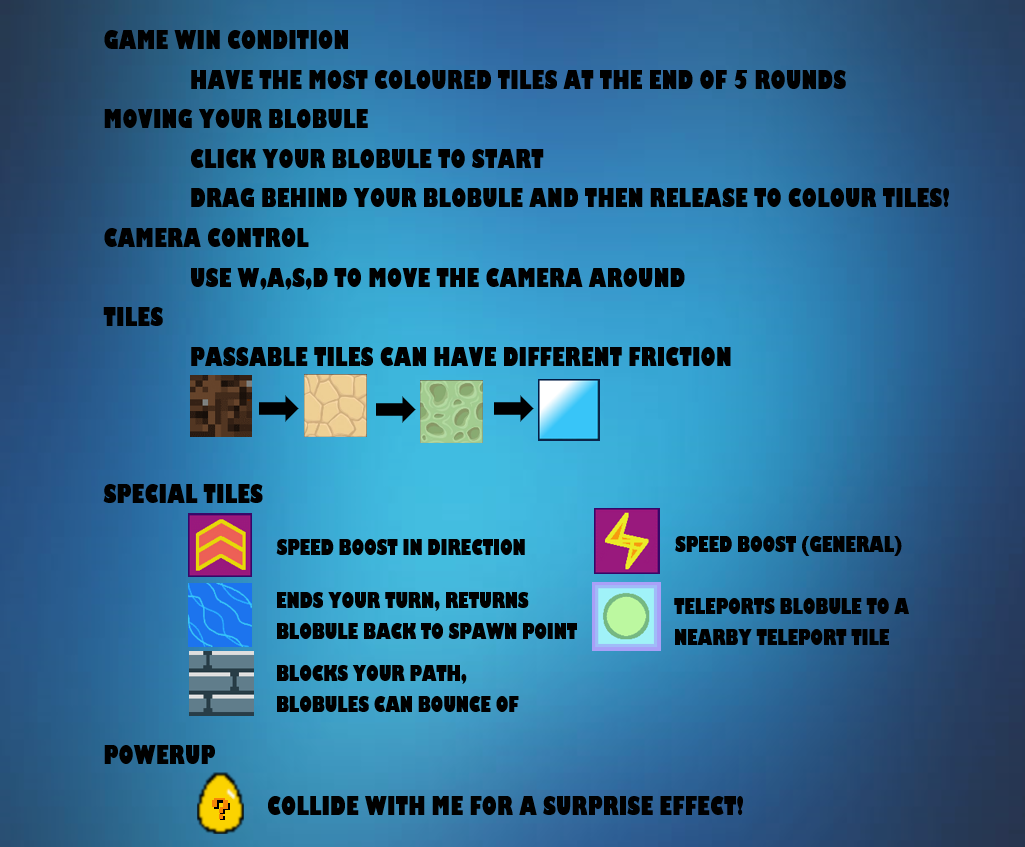 GAME WIN CONDITION
HAVE THE MOST COLOURED TILES AT THE END OF 5 ROUNDS
MOVING YOUR BLOBULE
CLICK YOUR BLOBULE TO START
DRAG BEHIND YOUR BLOBULE AND THEN RELEASE TO COLOUR TILES!
CAMERA CONTROL
USE W,A,S,D TO MOVE THE CAMERA AROUND
TILES
PASSABLE TILES CAN HAVE DIFFERENT FRICTION
SPECIAL TILES
SPEED BOOST IN DIRECTION
SPEED BOOST (GENERAL)
ENDS YOUR TURN, RETURNS
BLOBULE BACK TO SPAWN POINT
TELEPORTS BLOBULE TO A
NEARBY TELEPORT TILE
BLOCKS YOUR PATH,
BLOBULES CAN BOUNCE OF
POWERUP
?
COLLIDE WITH ME FOR A SURPRISE EFFECT!